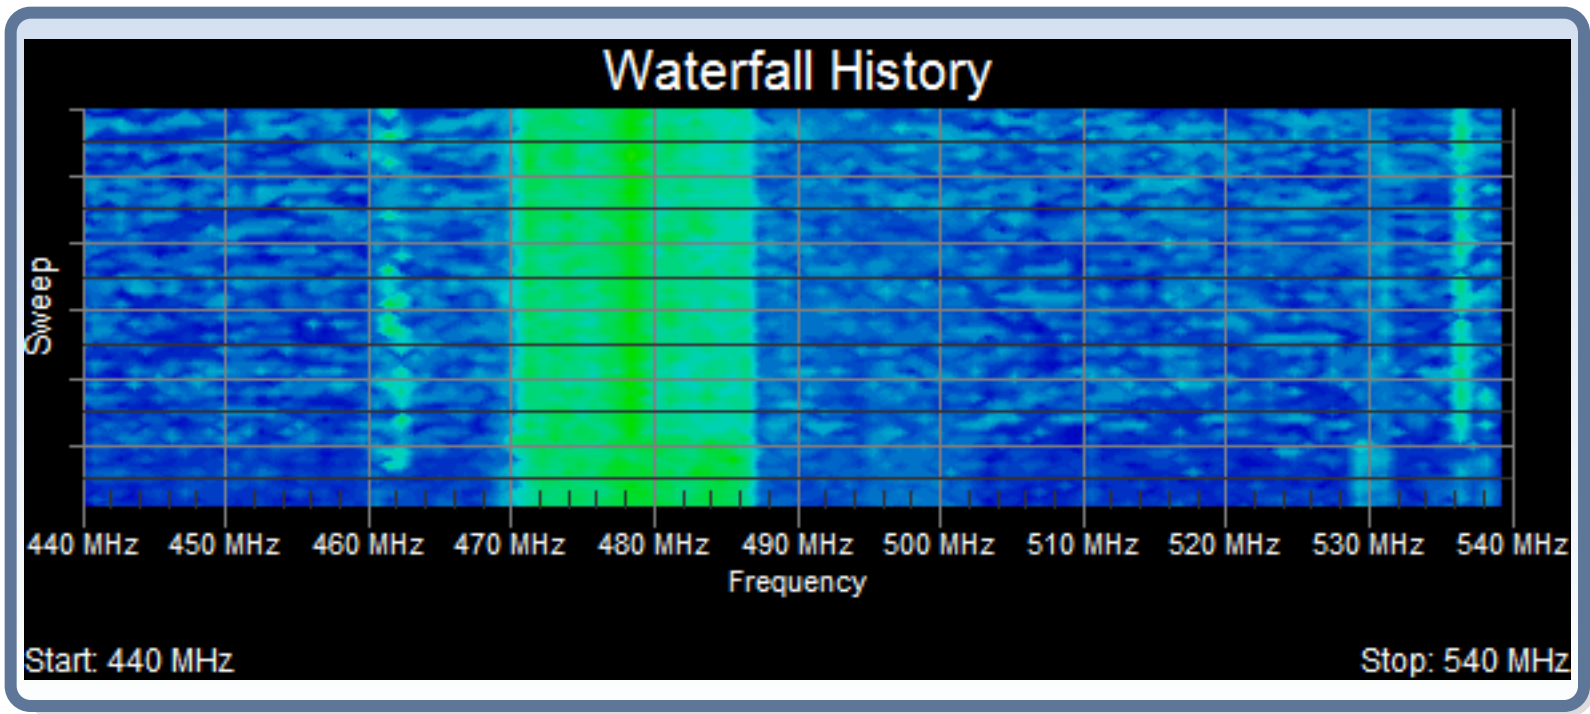 Waterfall History
Sweep
440 MHz 450 MHz 460 MHz 470 MHz 480 MHz 490 MHz 500 MHz 510 MHz 520 MHz 530 MHz 540 MHz
Frequency
Start: 440 MHz Stop: 540 MHz